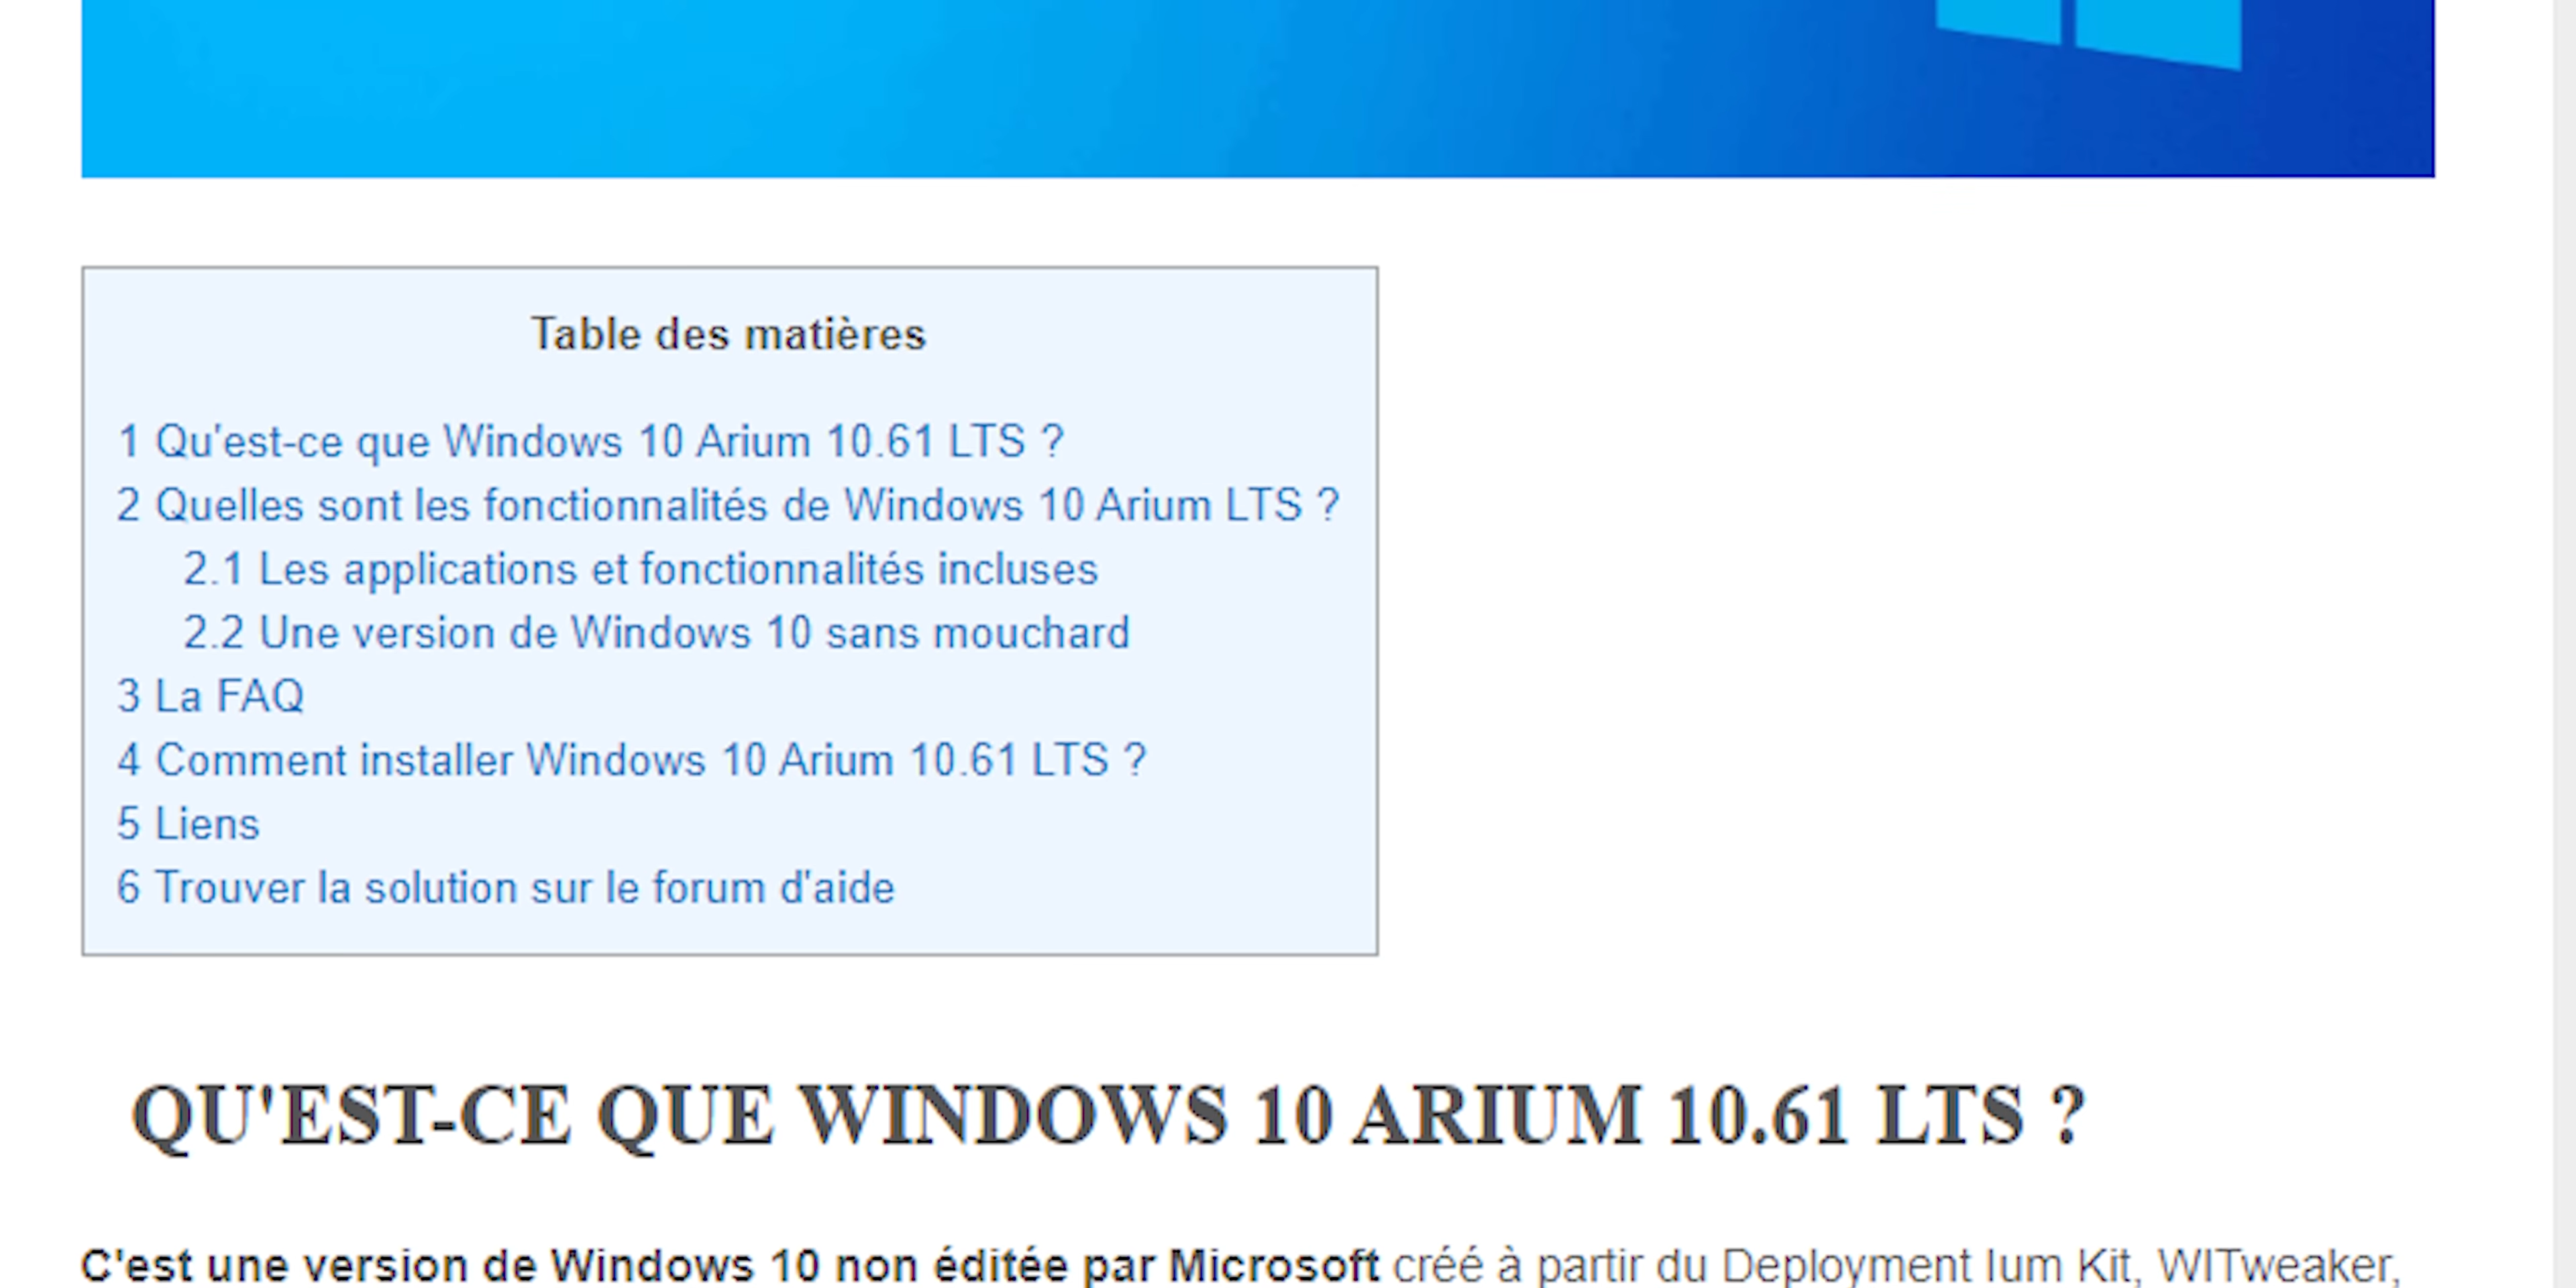 Table des matières
1 Qu'est-ce que Windows 10 Arium 10.61 LTS ?
2 Quelles sont les fonctionnalités de Windows 10 Arium LTS ?
2.1 Les applications et fonctionnalités incluses
2.2 Une version de Windows 10 sans mouchard
3 La FAQ
4 Comment installer Windows 10 Arium 10.61 LTS ?
5 Liens
6 Trouver la solution sur le forum d'aide
QU'EST-CE QUE WINDOWS 10 ARIUM 10.61 LTS ?
C'est une version de Windows 10 non éditée par Microsoft créé à partir du Deployment Ium Kit, WITweaker,